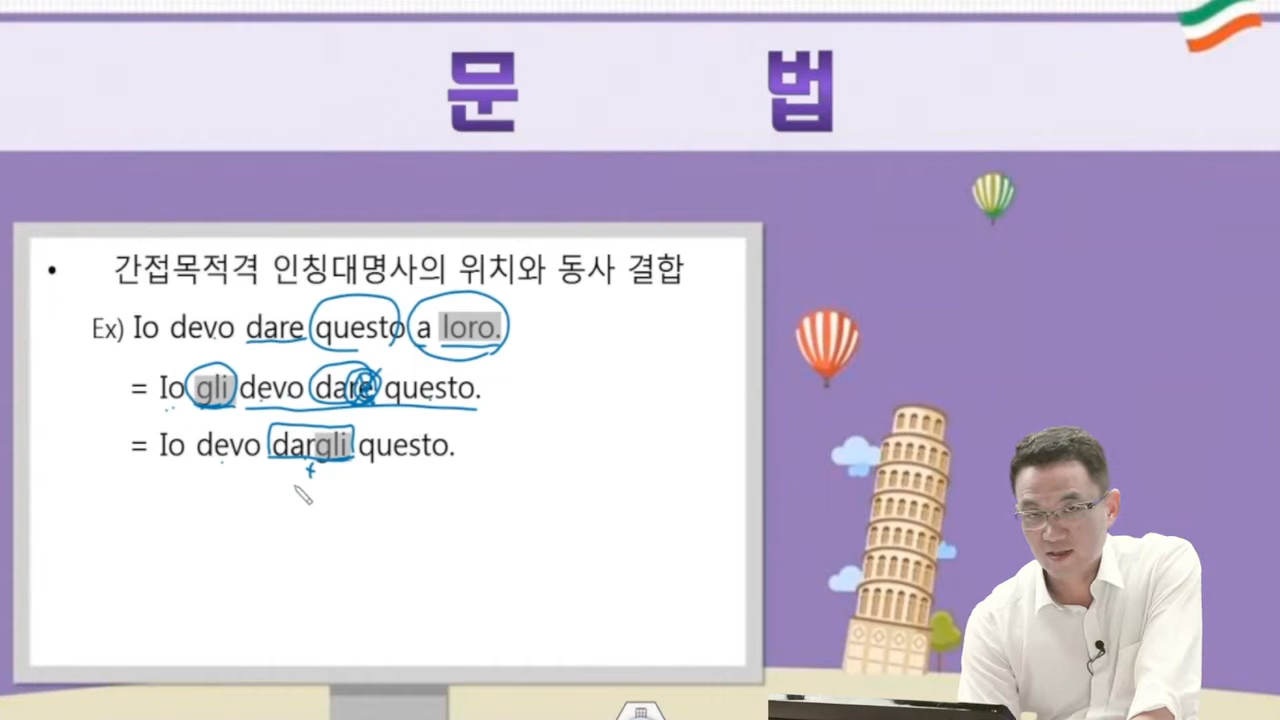 문 법
• 간접목적격 인칭대명사의 위치와 동사 결합
Ex) Io devo dare questo a loro.
= Io gli devo dare questo.
= Io devo dargli questo.